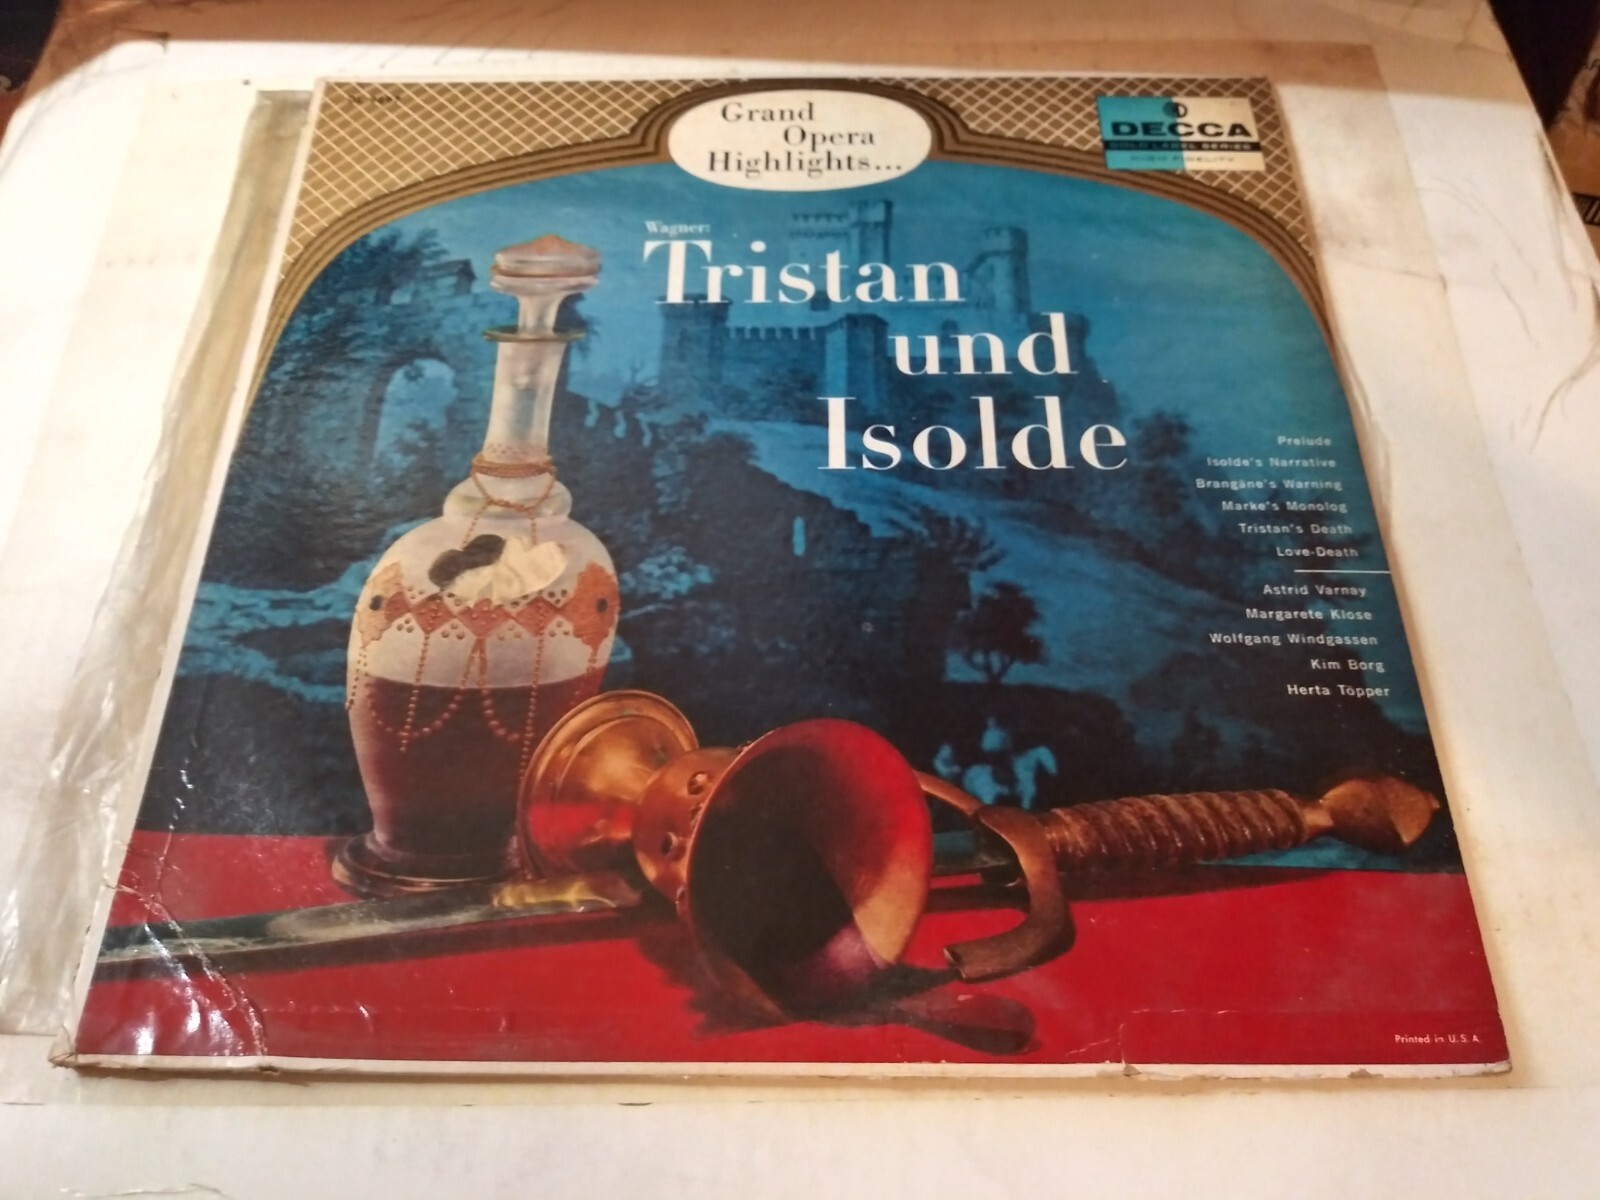 Grand
Opera
Highlights...
DECCA
GOLD LABEL SERIES
HIGH FIDELITY
Wagner:
Tristan
und
Isolde
Prelude
Isolde's Narrative
Brangäne's Warning
Marke's Monolog
Tristan's Death
Love-Death
Astrid Varnay
Margarete Klose
Wolfgang Windgassen
Kim Borg
Herta Töpper
Printed in U.S.A.